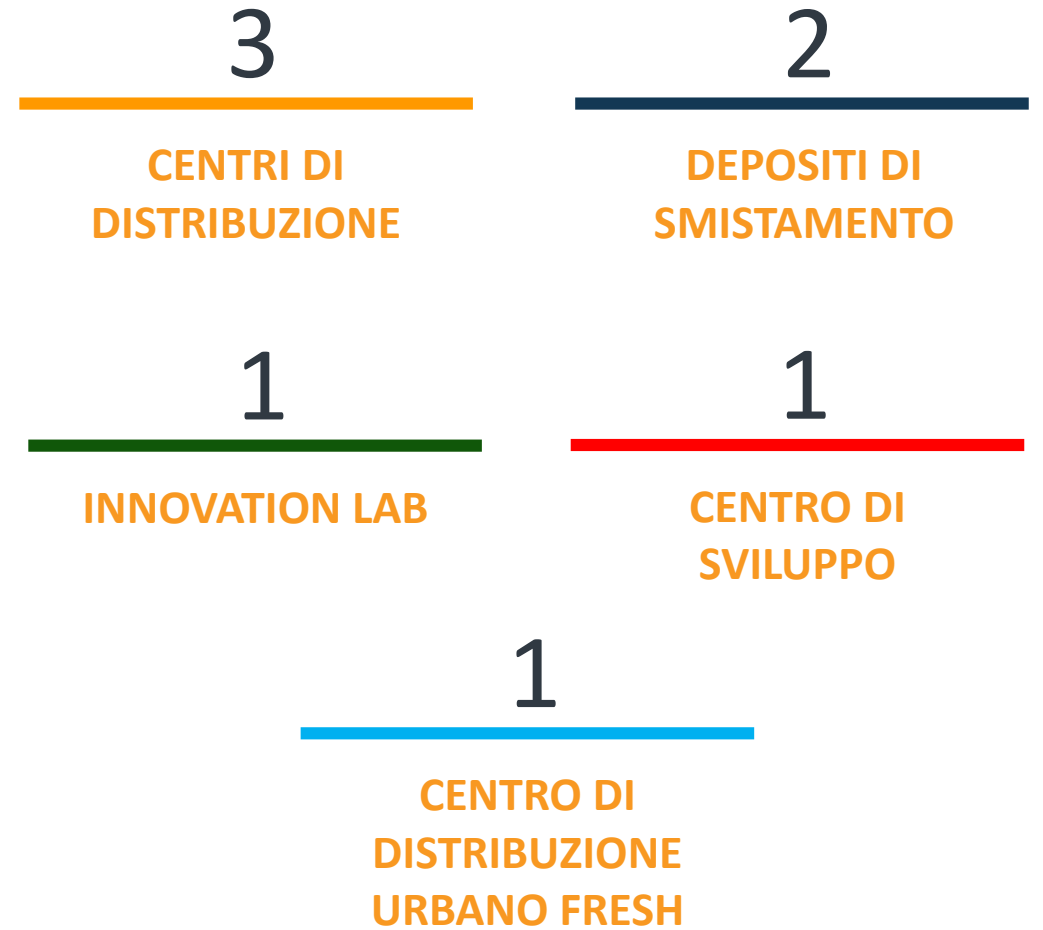 3
CENTRI DI
DISTRIBUZIONE
2
DEPOSITI DI
SMISTAMENTO
1
INNOVATION LAB
1
CENTRO DI
SVILUPPO
1
CENTRO DI
DISTRIBUZIONE
URBANO FRESH